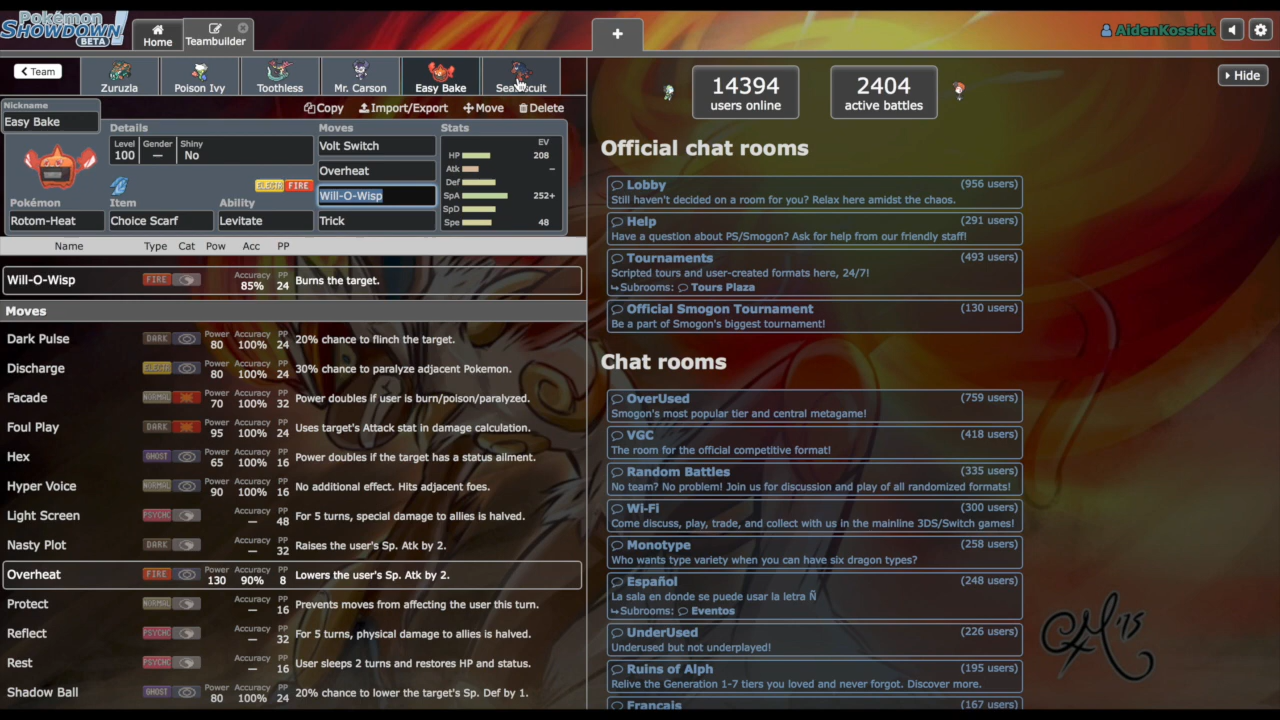 Pokémon
SHOWDOWN!
BETA
Home
Teambuilder
+
AidenKossick
< Team
Zuruzla
Poison Ivy
Toothless
Mr. Carson
Easy Bake
14394
users online
2404
active battles
Hide
Copy
Import/Export
Move
Delete
Nickname
Easy Bake
Details
Level
100
Gender
—
Shiny
No
ELECTR FIRE
Pokémon
Rotom-Heat
Item
Choice Scarf
Ability
Levitate
Moves
Volt Switch
Overheat
Will-O-Wisp
Trick
Stats
EV
HP 208
Atk –
Def
SpA 252+
SpD
Spe 48
Name Type Cat Pow Acc PP
Will-O-Wisp FIRE Accuracy 85% PP 24 Burns the target.
Moves
Dark Pulse DARK Power 80 Accuracy 100% PP 24 20% chance to flinch the target.
Discharge ELECTR Power 80 Accuracy 100% PP 24 30% chance to paralyze adjacent Pokemon.
Facade NORMAL Power 70 Accuracy 100% PP 32 Power doubles if user is burn/poison/paralyzed.
Foul Play DARK Power 95 Accuracy 100% PP 24 Uses target's Attack stat in damage calculation.
Hex GHOST Power 65 Accuracy 100% PP 16 Power doubles if the target has a status ailment.
Hyper Voice NORMAL Power 90 Accuracy 100% PP 16 No additional effect. Hits adjacent foes.
Light Screen PSYCHC Accuracy — PP 48 For 5 turns, special damage to allies is halved.
Nasty Plot DARK Accuracy — PP 32 Raises the user's Sp. Atk by 2.
Overheat FIRE Power 130 Accuracy 90% PP 8 Lowers the user's Sp. Atk by 2.
Protect NORMAL Accuracy — PP 16 Prevents moves from affecting the user this turn.
Reflect PSYCHC Accuracy — PP 32 For 5 turns, physical damage to allies is halved.
Rest PSYCHC Accuracy — PP 16 User sleeps 2 turns and restores HP and status.
Shadow Ball GHOST Power 80 Accuracy 100% PP 24 20% chance to lower the target's Sp. Def by 1.
Official chat rooms
Lobby (956 users)
Still haven't decided on a room for you? Relax here amidst the chaos.
Help (291 users)
Have a question about PS/Smogon? Ask for help from our friendly staff!
Tournaments (493 users)
Scripted tours and user-created formats here, 24/7!
↳Subrooms: Tours Plaza
Official Smogon Tournament (130 users)
Be a part of Smogon's biggest tournament!
Chat rooms
OverUsed (759 users)
Smogon's most popular tier and central metagame!
VGC (418 users)
The room for the official competitive format!
Random Battles (335 users)
No team? No problem! Join us for discussion and play of all randomized formats!
Wi-Fi (300 users)
Come discuss, play, trade, and collect with us in the mainline 3DS/Switch games!
Monotype (258 users)
Who wants type variety when you can have six dragon types?
Español (248 users)
La sala en donde se puede usar la letra Ñ
↳Subrooms: Eventos
UnderUsed (226 users)
Underused but not underplayed!
Ruins of Alph (195 users)
Relive the Generation 1-7 tiers you loved and never forgot. Discover more.
Français (167 users)